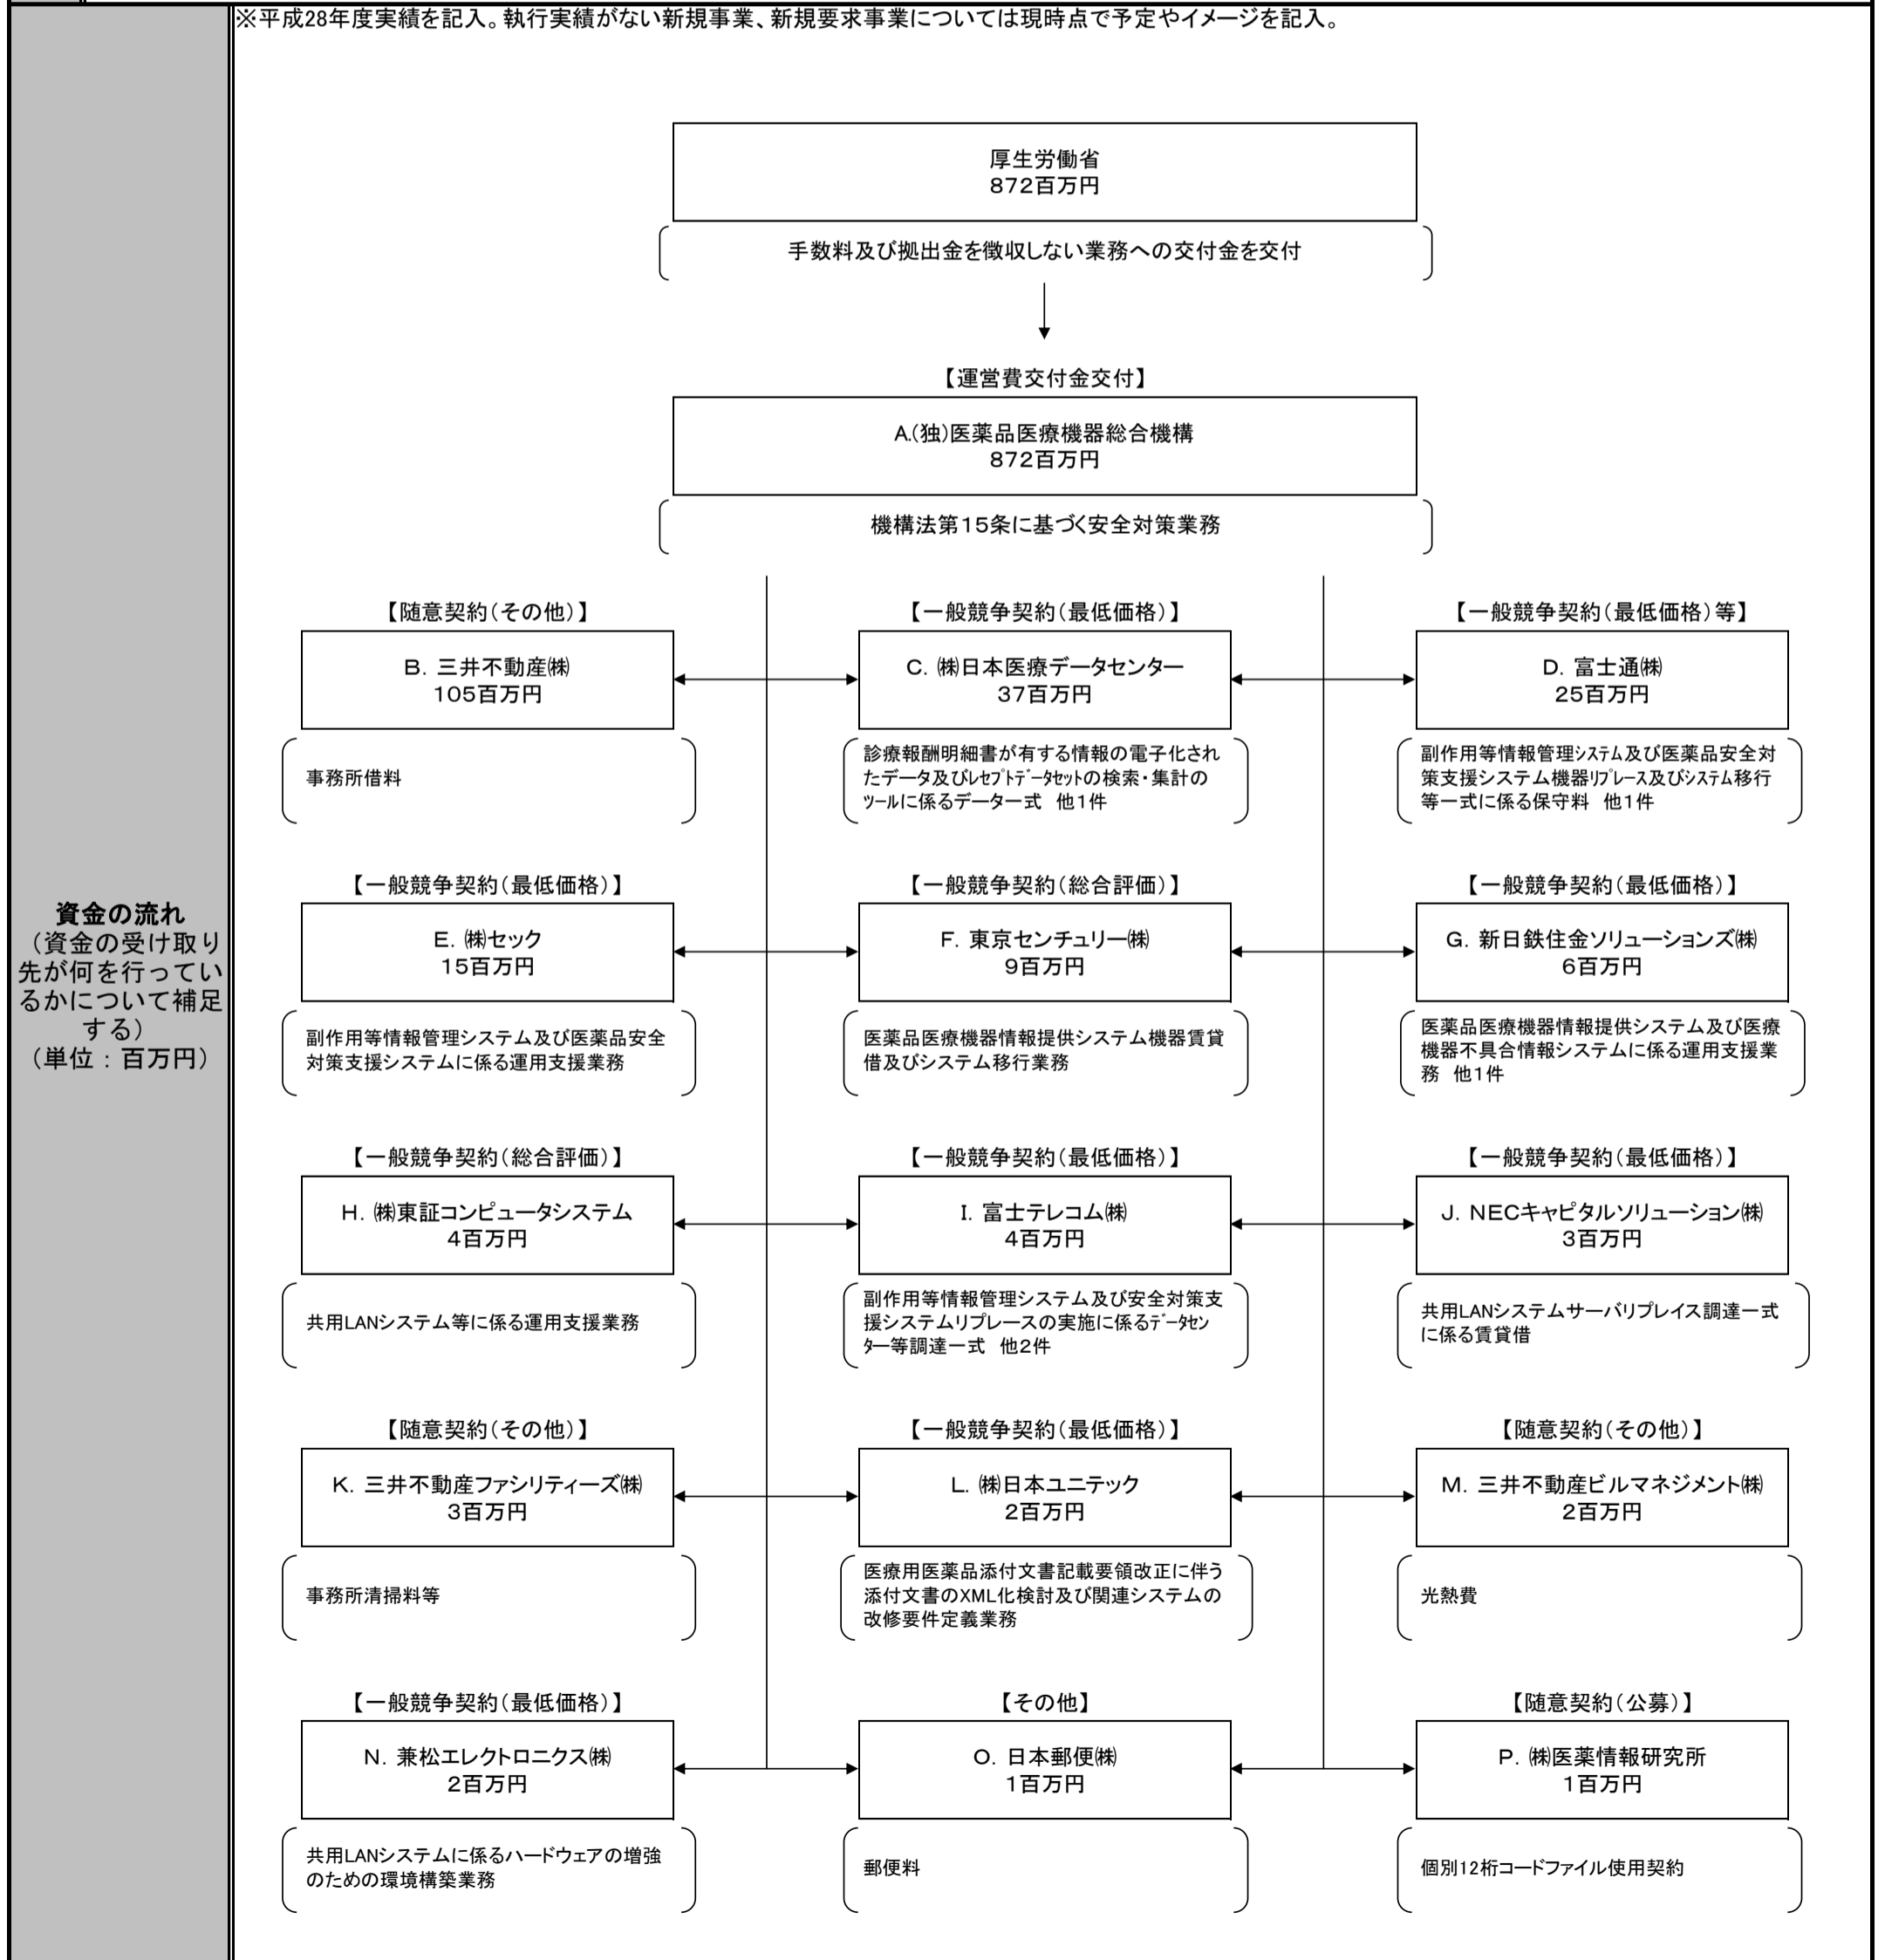 ※平成28年度実績を記入。執行実績がない新規事業、新規要求事業については現時点で予定やイメージを記入。
資金の流れ
（資金の受け取り
先が何を行ってい
るかについて補足
する）
（単位：百万円）
厚生労働省
872百万円
手数料及び拠出金を徴収しない業務への交付金を交付
【運営費交付金交付】
A.(独)医薬品医療機器総合機構
872百万円
機構法第15条に基づく安全対策業務
【随意契約(その他)】
B. 三井不動産㈱
105百万円
事務所借料
【一般競争契約(最低価格)】
C. ㈱日本医療データセンター
37百万円
診療報酬明細書が有する情報の電子化され
たデータ及びﾚｾﾌﾟﾄﾃﾞｰﾀｾｯﾄの検索・集計の
ﾂｰﾙに係るデータ一式 他1件
【一般競争契約(最低価格)等】
D. 富士通㈱
25百万円
副作用等情報管理ｼｽﾃﾑ及び医薬品安全対
策支援システム機器ﾘﾌﾟﾚｰｽ及びｼｽﾃﾑ移行
等一式に係る保守料 他1件
【一般競争契約(最低価格)】
E. ㈱セック
15百万円
副作用等情報管理システム及び医薬品安全
対策支援システムに係る運用支援業務
【一般競争契約(総合評価)】
F. 東京センチュリー㈱
9百万円
医薬品医療機器情報提供システム機器賃貸
借及びシステム移行業務
【一般競争契約(最低価格)】
G. 新日鉄住金ソリューションズ㈱
6百万円
医薬品医療機器情報提供システム及び医療
機器不具合情報システムに係る運用支援業
務 他1件
【一般競争契約(総合評価)】
H. ㈱東証コンピュータシステム
4百万円
共用LANシステム等に係る運用支援業務
【一般競争契約(最低価格)】
I. 富士テレコム㈱
4百万円
副作用等情報管理システム及び安全対策支
援システムリプレースの実施に係るﾃﾞｰﾀｾﾝ
ﾀｰ等調達一式 他2件
【一般競争契約(最低価格)】
J. NECキャピタルソリューション㈱
3百万円
共用LANシステムサーバリプレイス調達一式
に係る賃貸借
【随意契約(その他)】
K. 三井不動産ファシリティーズ㈱
3百万円
事務所清掃料等
【一般競争契約(最低価格)】
L. ㈱日本ユニテック
2百万円
医療用医薬品添付文書記載要領改正に伴う
添付文書のXML化検討及び関連システムの
改修要件定義業務
【随意契約(その他)】
M. 三井不動産ビルマネジメント㈱
2百万円
光熱費
【一般競争契約(最低価格)】
N. 兼松エレクトロニクス㈱
2百万円
共用LANシステムに係るハードウェアの増強
のための環境構築業務
【その他】
O. 日本郵便㈱
1百万円
郵便料
【随意契約(公募)】
P. ㈱医薬情報研究所
1百万円
個別12桁コードファイル使用契約